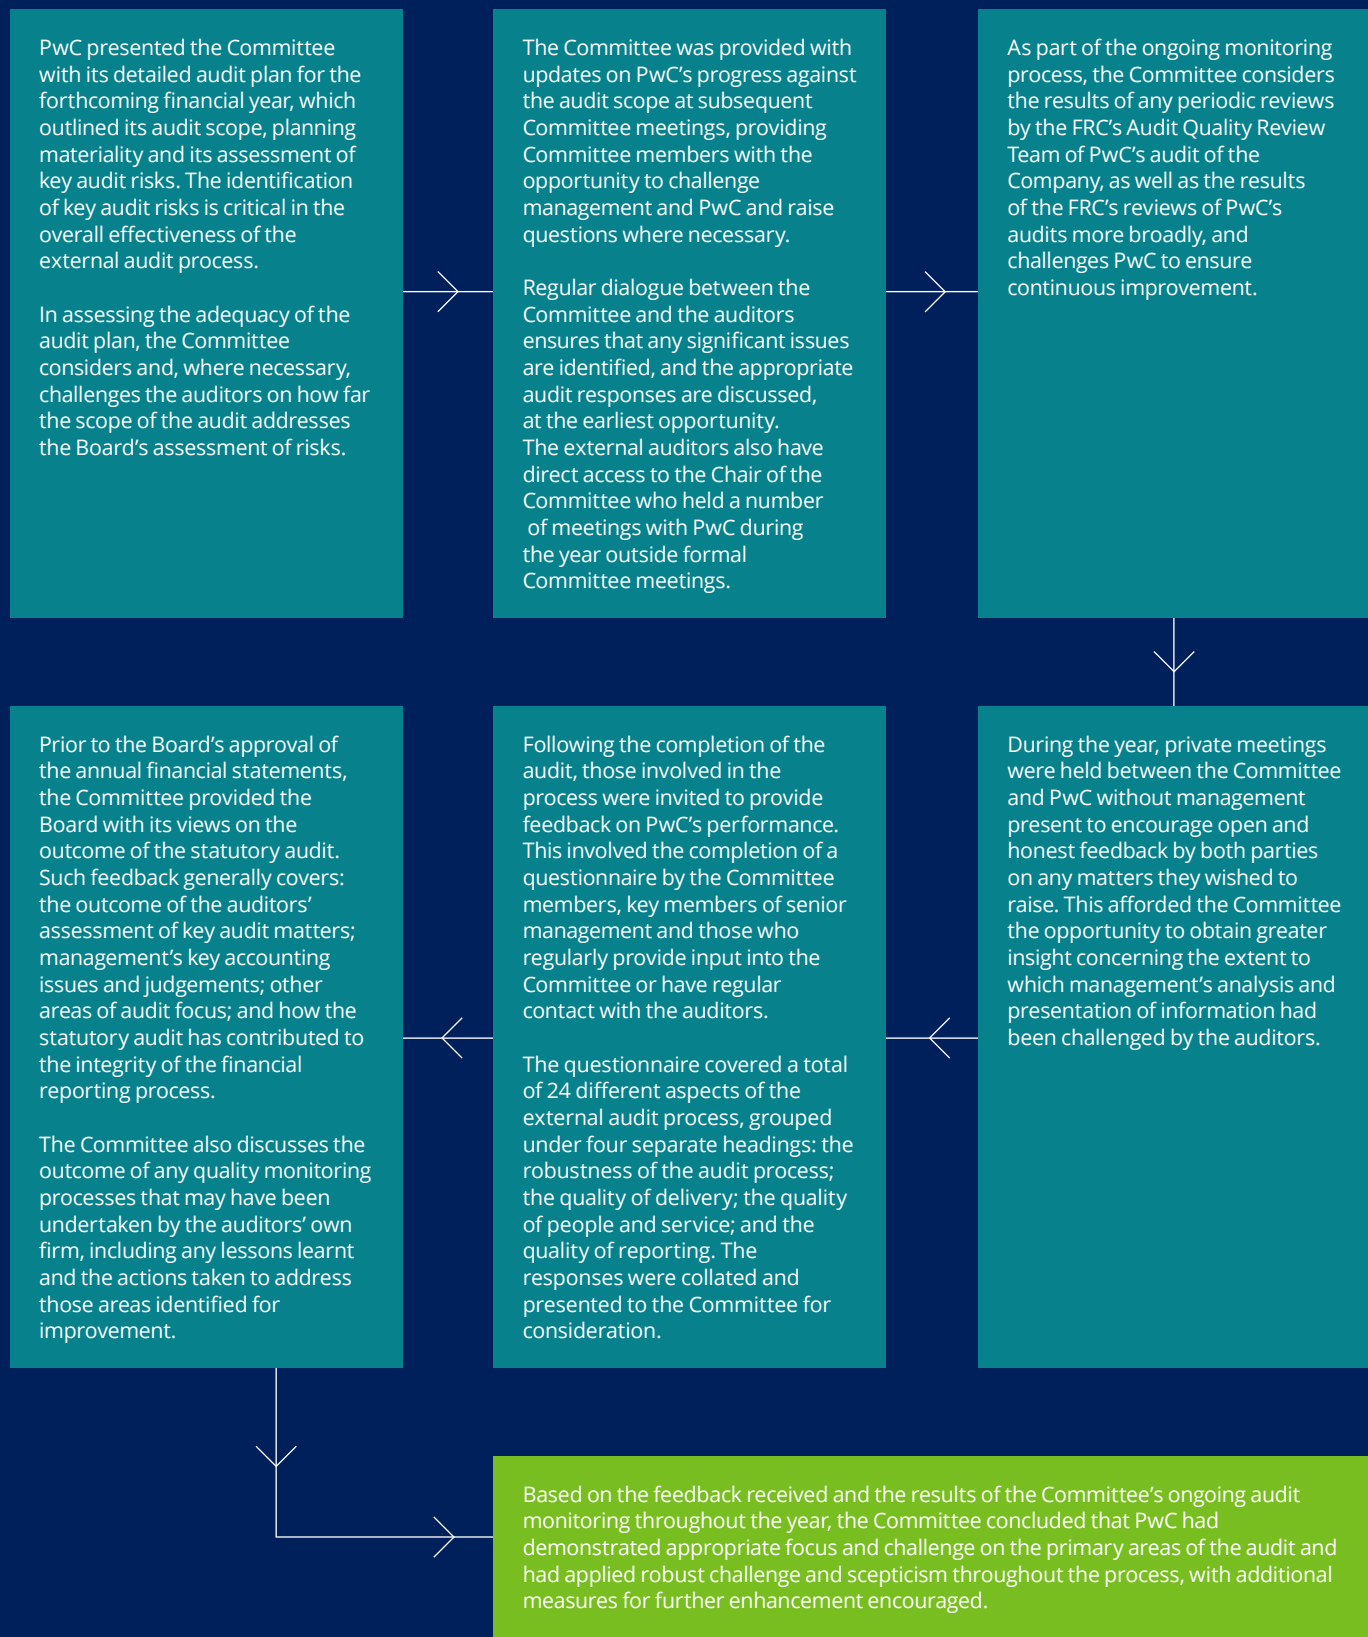 PwC presented the Committee
with its detailed audit plan for the
forthcoming financial year, which
outlined its audit scope, planning
materiality and its assessment of
key audit risks. The identification
of key audit risks is critical in the
overall effectiveness of the
external audit process.
In assessing the adequacy of the
audit plan, the Committee
considers and, where necessary,
challenges the auditors on how far
the scope of the audit addresses
the Board’s assessment of risks.
The Committee was provided with
updates on PwC’s progress against
the audit scope at subsequent
Committee meetings, providing
Committee members with the
opportunity to challenge
management and PwC and raise
questions where necessary.
Regular dialogue between the
Committee and the auditors
ensures that any significant issues
are identified, and the appropriate
audit responses are discussed,
at the earliest opportunity.
The external auditors also have
direct access to the Chair of the
Committee who held a number
of meetings with PwC during
the year outside formal
Committee meetings.
As part of the ongoing monitoring
process, the Committee considers
the results of any periodic reviews
by the FRC’s Audit Quality Review
Team of PwC’s audit of the
Company, as well as the results
of the FRC’s reviews of PwC’s
audits more broadly, and
challenges PwC to ensure
continuous improvement.
During the year, private meetings
were held between the Committee
and PwC without management
present to encourage open and
honest feedback by both parties
on any matters they wished to
raise. This afforded the Committee
the opportunity to obtain greater
insight concerning the extent to
which management’s analysis and
presentation of information had
been challenged by the auditors.
Following the completion of the
audit, those involved in the
process were invited to provide
feedback on PwC’s performance.
This involved the completion of a
questionnaire by the Committee
members, key members of senior
management and those who
regularly provide input into the
Committee or have regular
contact with the auditors.
The questionnaire covered a total
of 24 different aspects of the
external audit process, grouped
under four separate headings: the
robustness of the audit process;
the quality of delivery; the quality
of people and service; and the
quality of reporting. The
responses were collated and
presented to the Committee for
consideration.
Prior to the Board’s approval of
the annual financial statements,
the Committee provided the
Board with its views on the
outcome of the statutory audit.
Such feedback generally covers:
the outcome of the auditors’
assessment of key audit matters;
management’s key accounting
issues and judgements; other
areas of audit focus; and how the
statutory audit has contributed to
the integrity of the financial
reporting process.
The Committee also discusses the
outcome of any quality monitoring
processes that may have been
undertaken by the auditors’ own
firm, including any lessons learnt
and the actions taken to address
those areas identified for
improvement.
Based on the feedback received and the results of the Committee’s ongoing audit
monitoring throughout the year, the Committee concluded that PwC had
demonstrated appropriate focus and challenge on the primary areas of the audit and
had applied robust challenge and scepticism throughout the process, with additional
measures for further enhancement encouraged.